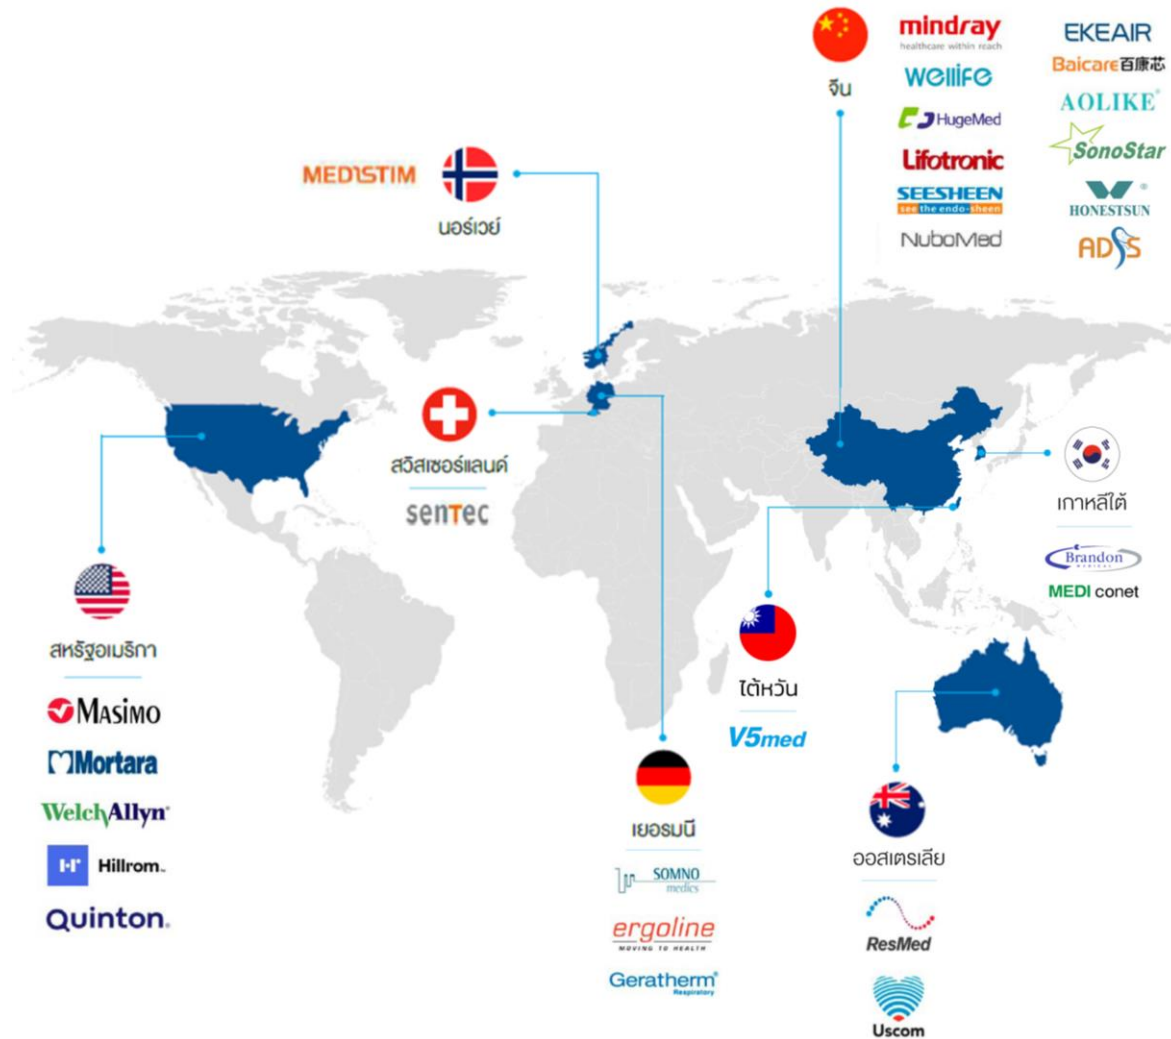 จีน
mindray
healthcare within reach
wellife
HugeMed
Lifotronic
SEESHEEN
see the endo-sheen
NuboMed
EKEAIR
Baicare百康芯
AOLIKE®
SonoStar
HONESTSUN®
ADSS
MEDISTIM
นอร์เวย์
สวิสเซอร์แลนด์
senTec
เกาหลีใต้
Brandon
MEDICAL
MEDI conet
สหรัฐอเมริกา
MASIMO
Mortara
WelchAllyn®
H·r
Hillrom™
Quinton®
ไต้หวัน
V5med
เยอรมนี
SOMNO
medics
ergoline
MOVING TO HEALTH
Geratherm®
Respiratory
ออสเตรเลีย
ResMed
Uscom